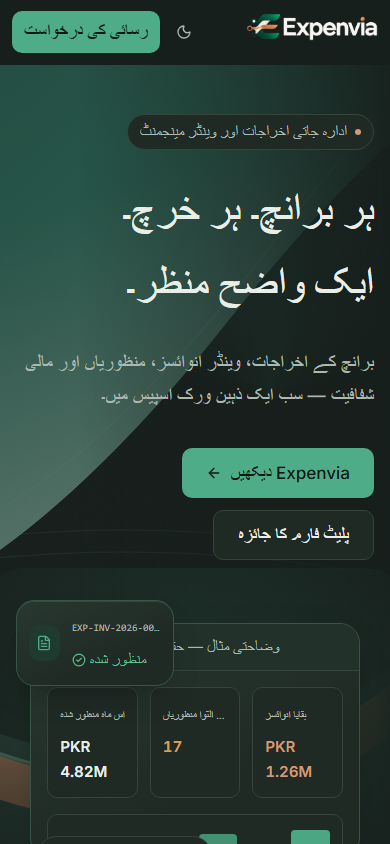 Expenvia
رسائی کی درخواست
ادارہ جاتی اخراجات اور وینڈر مینجمنٹ
ہر برانچ۔ ہر خرچ۔
ایک واضح منظر۔
برانچ کے اخراجات، وینڈر انوائسز، منظوریاں اور مالی
شفافیت — سب ایک ذہین ورک اسپیس میں۔
Expenvia دیکھیں
پلیٹ فارم کا جائزہ
EXP-INV-2026-00...
منظور شدہ
وضاحتی مثال —
بقایا انوائسز
PKR
1.26M
... التوا منظوریاں
17
اس ماہ منظور شدہ
PKR
4.82M